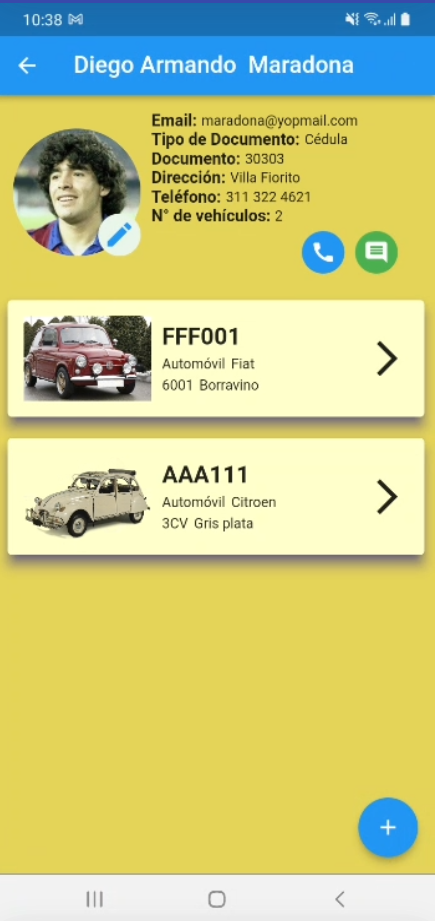 10:38
Diego Armando  Maradona
Email: maradona@yopmail.com
Tipo de Documento: Cédula
Documento: 30303
Dirección: Villa Fiorito
Teléfono: 311 322 4621
N° de vehículos: 2
FFF001
Automóvil  Fiat
6001  Borravino
AAA111
Automóvil  Citroen
3CV  Gris plata